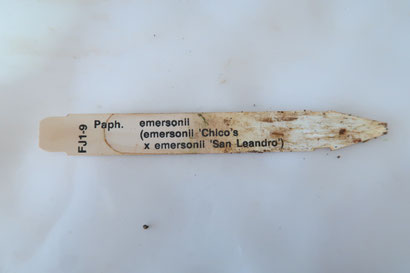 FJ1-9
Paph. emersonii
(emersonii 'Chico's
x emersonii 'San Leandro')